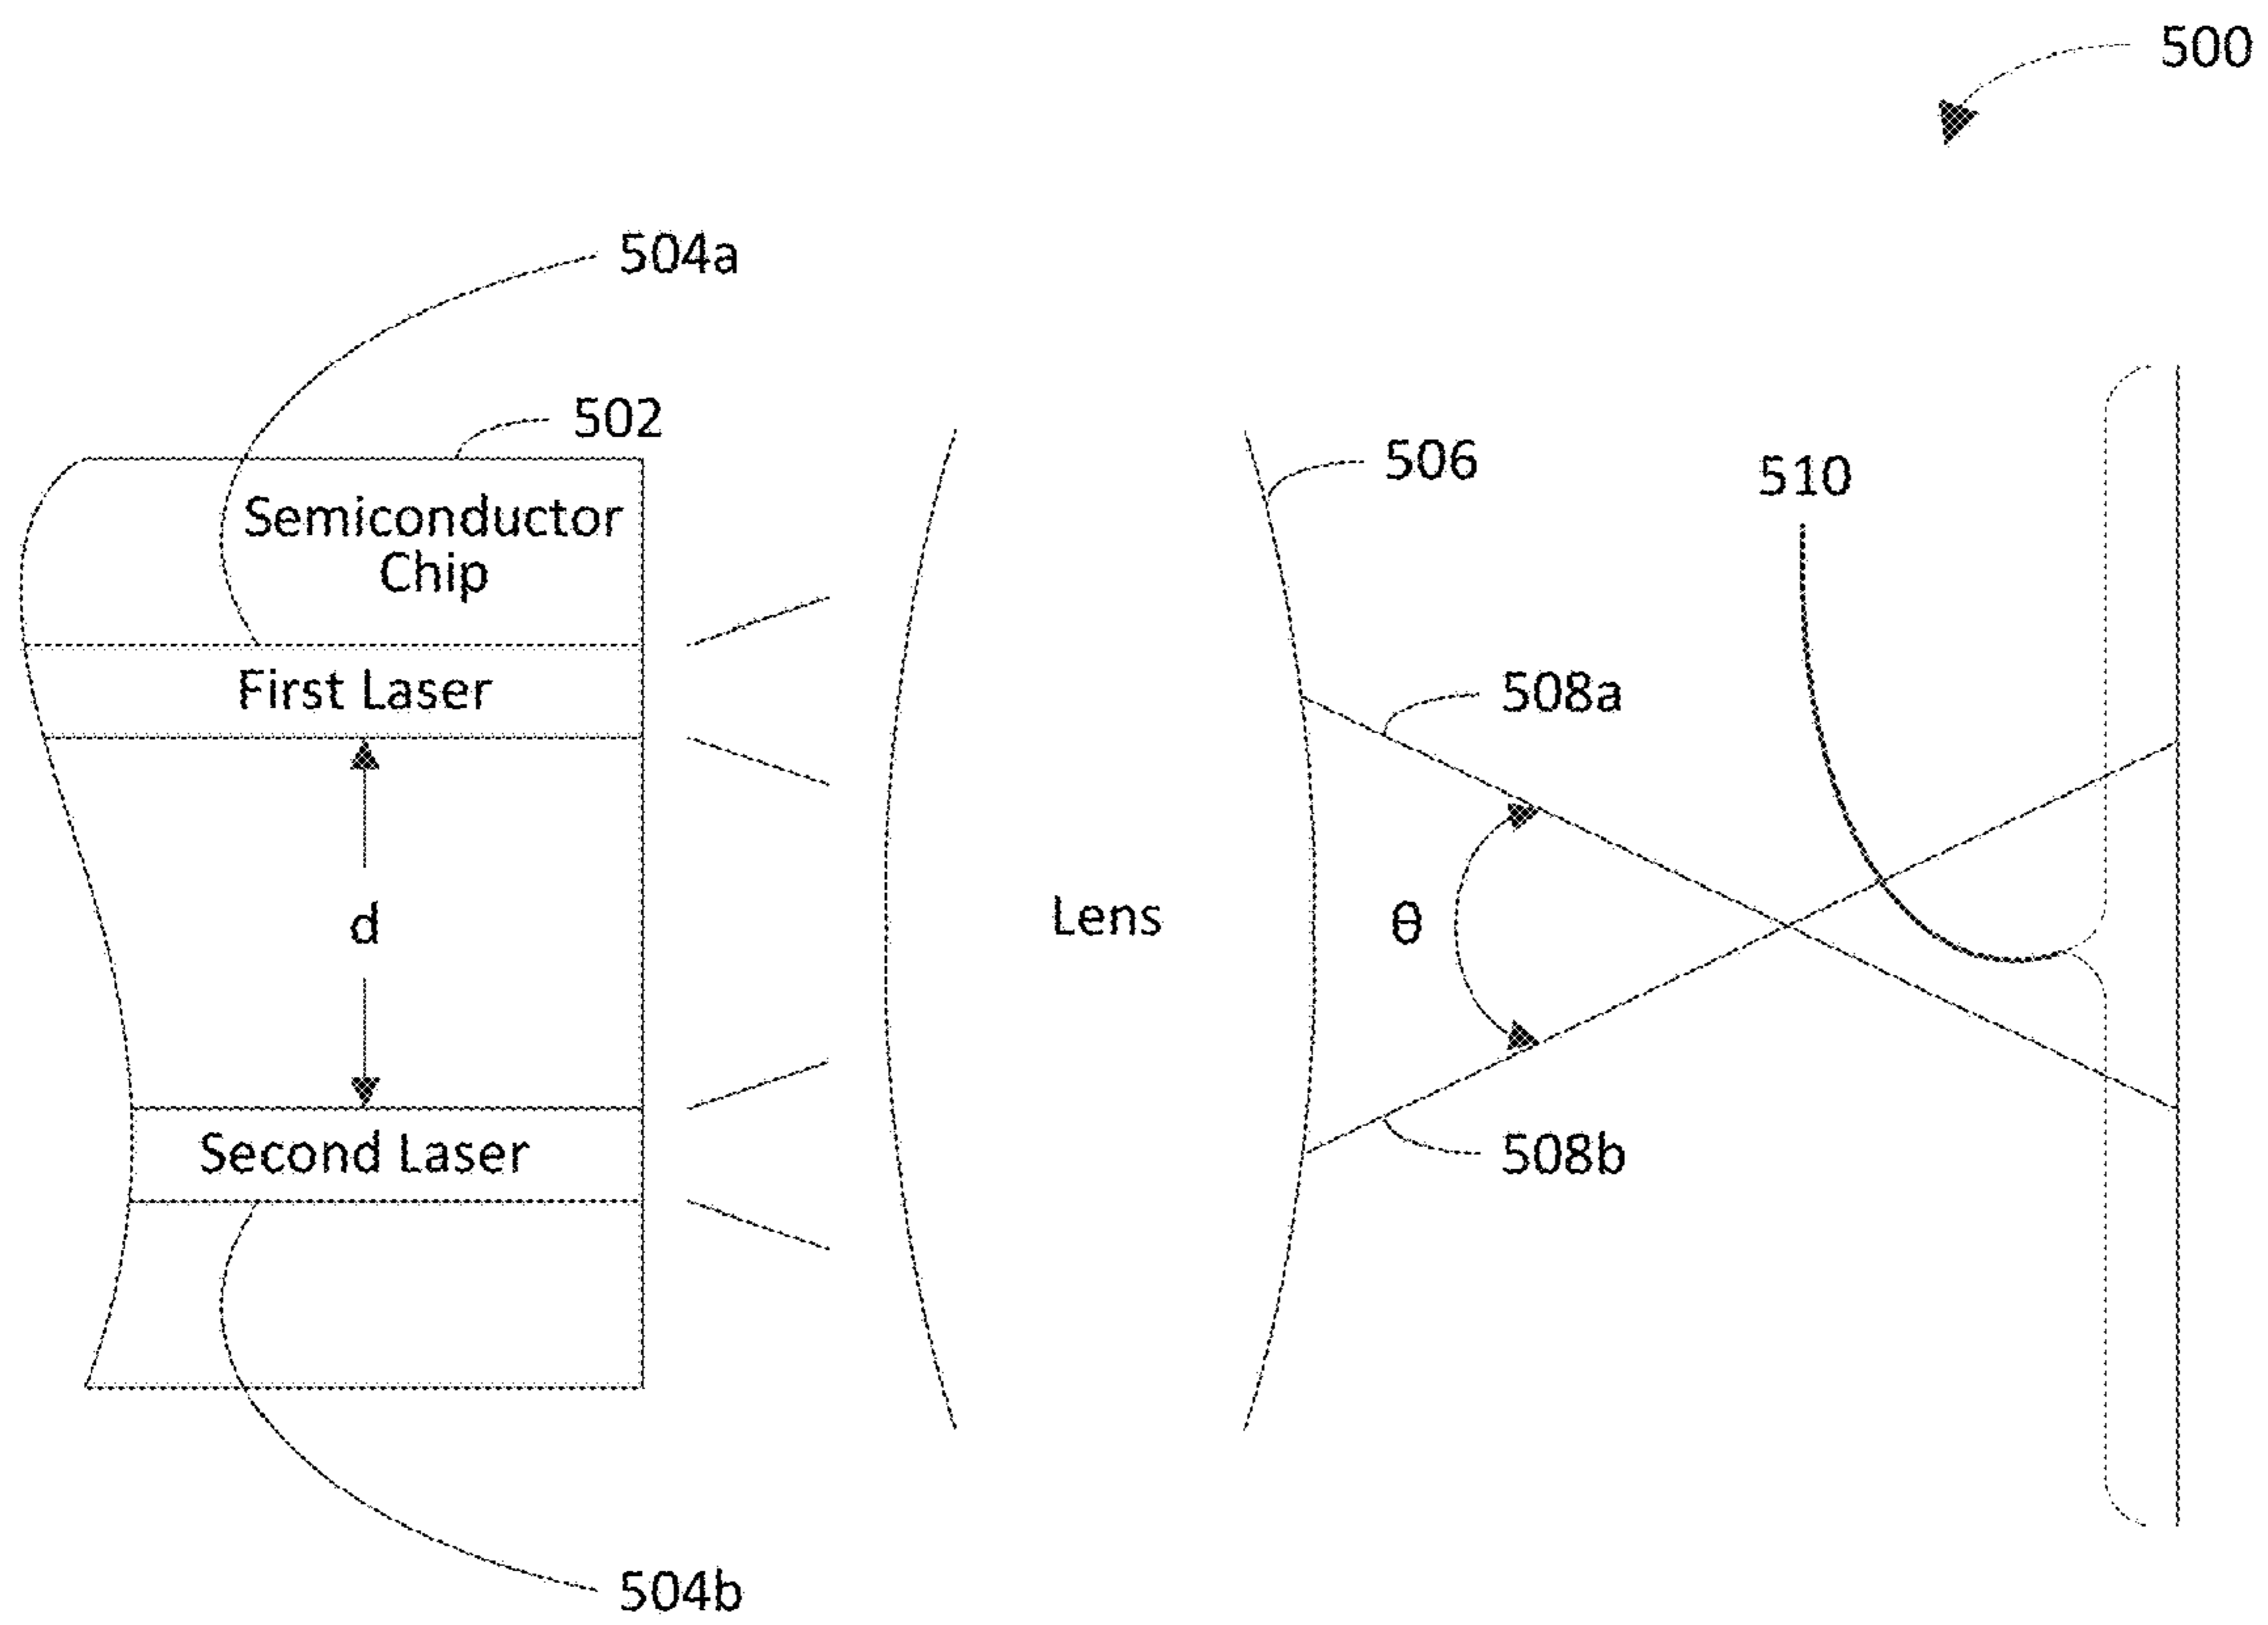 500
504a
502
506
510
Semiconductor
Chip
First Laser
508a
d
Lens
θ
Second Laser
508b
504b